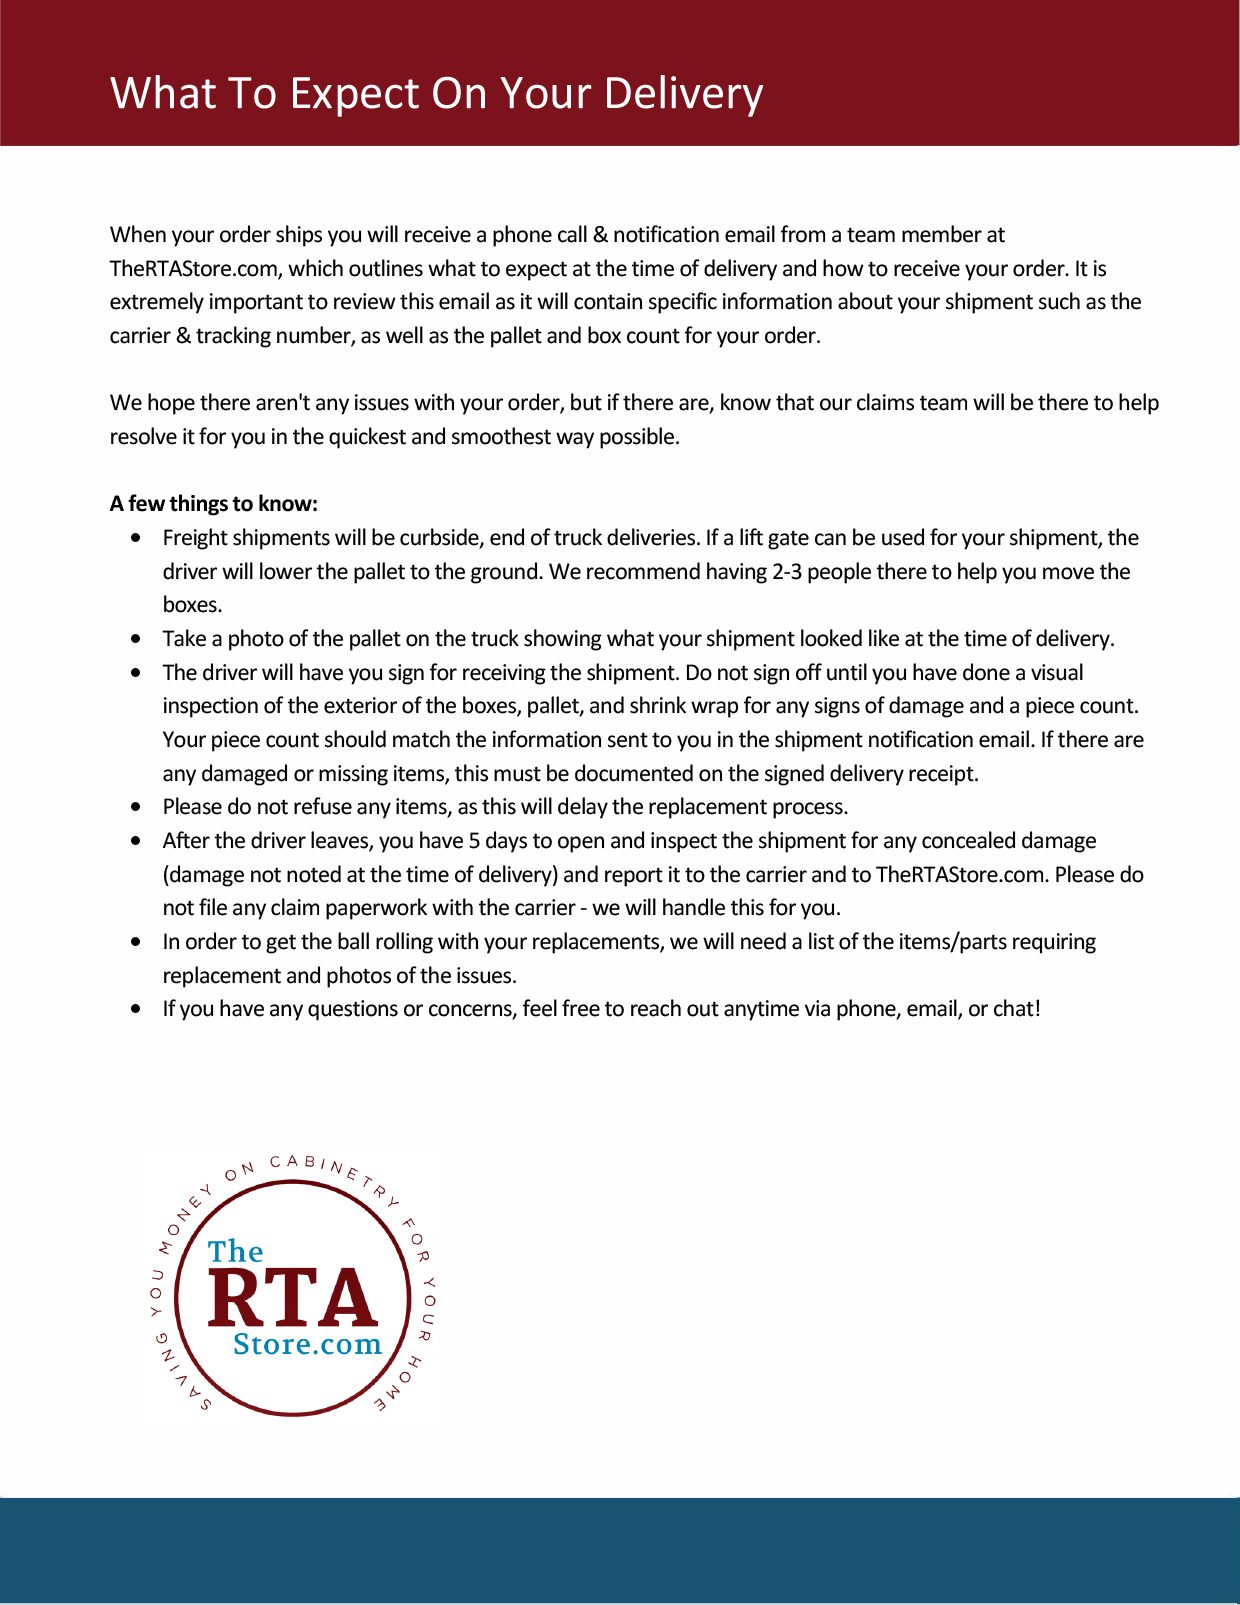 What To Expect On Your Delivery
When your order ships you will receive a phone call & notification email from a team member at
TheRTAStore.com, which outlines what to expect at the time of delivery and how to receive your order. It is
extremely important to review this email as it will contain specific information about your shipment such as the
carrier & tracking number, as well as the pallet and box count for your order.
We hope there aren't any issues with your order, but if there are, know that our claims team will be there to help
resolve it for you in the quickest and smoothest way possible.
A few things to know:
• Freight shipments will be curbside, end of truck deliveries. If a lift gate can be used for your shipment, the
driver will lower the pallet to the ground. We recommend having 2-3 people there to help you move the
boxes.
• Take a photo of the pallet on the truck showing what your shipment looked like at the time of delivery.
• The driver will have you sign for receiving the shipment. Do not sign off until you have done a visual
inspection of the exterior of the boxes, pallet, and shrink wrap for any signs of damage and a piece count.
Your piece count should match the information sent to you in the shipment notification email. If there are
any damaged or missing items, this must be documented on the signed delivery receipt.
• Please do not refuse any items, as this will delay the replacement process.
• After the driver leaves, you have 5 days to open and inspect the shipment for any concealed damage
(damage not noted at the time of delivery) and report it to the carrier and to TheRTAStore.com. Please do
not file any claim paperwork with the carrier - we will handle this for you.
• In order to get the ball rolling with your replacements, we will need a list of the items/parts requiring
replacement and photos of the issues.
• If you have any questions or concerns, feel free to reach out anytime via phone, email, or chat!
SAVING YOU MONEY ON CABINETRY FOR YOUR HOME
The
RTA
Store.com